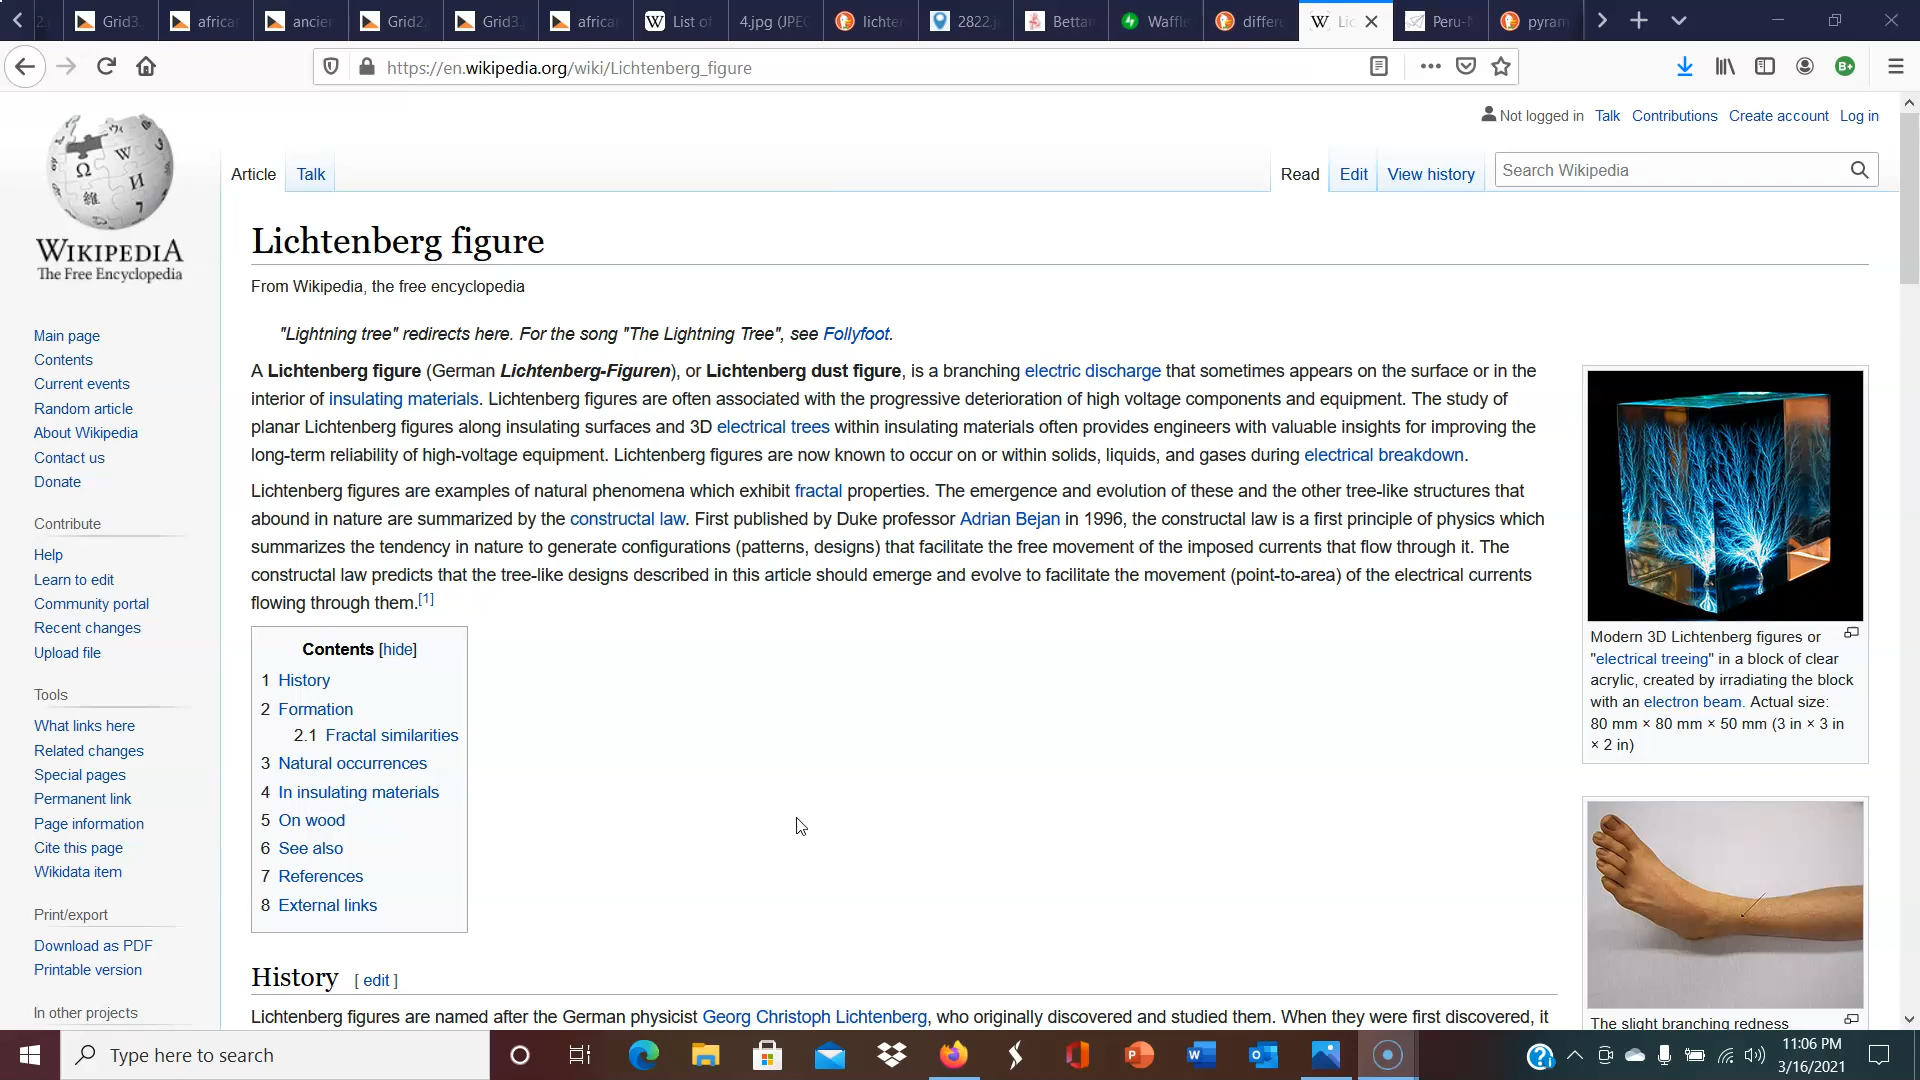 Grid3
africa
ancie
Grid2
Grid3
africa
List of
4.jpg (JPEG
lichte
2822.j
Betta
Waffle
differ
Peru-
pyram
https://en.wikipedia.org/wiki/Lichtenberg_figure
Not logged in Talk Contributions Create account Log in
Article Talk
Read Edit View history
Search Wikipedia
WIKIPEDIA
The Free Encyclopedia
Main page
Contents
Current events
Random article
About Wikipedia
Contact us
Donate
Contribute
Help
Learn to edit
Community portal
Recent changes
Upload file
Tools
What links here
Related changes
Special pages
Permanent link
Page information
Cite this page
Wikidata item
Print/export
Download as PDF
Printable version
In other projects
Lichtenberg figure
From Wikipedia, the free encyclopedia
"Lightning tree" redirects here. For the song "The Lightning Tree", see Follyfoot.
A Lichtenberg figure (German Lichtenberg-Figuren), or Lichtenberg dust figure, is a branching electric discharge that sometimes appears on the surface or in the
interior of insulating materials. Lichtenberg figures are often associated with the progressive deterioration of high voltage components and equipment. The study of
planar Lichtenberg figures along insulating surfaces and 3D electrical trees within insulating materials often provides engineers with valuable insights for improving the
long-term reliability of high-voltage equipment. Lichtenberg figures are now known to occur on or within solids, liquids, and gases during electrical breakdown.
Lichtenberg figures are examples of natural phenomena which exhibit fractal properties. The emergence and evolution of these and the other tree-like structures that
abound in nature are summarized by the constructal law. First published by Duke professor Adrian Bejan in 1996, the constructal law is a first principle of physics which
summarizes the tendency in nature to generate configurations (patterns, designs) that facilitate the free movement of the imposed currents that flow through it. The
constructal law predicts that the tree-like designs described in this article should emerge and evolve to facilitate the movement (point-to-area) of the electrical currents
flowing through them.[1]
Contents [hide]
1 History
2 Formation
2.1 Fractal similarities
3 Natural occurrences
4 In insulating materials
5 On wood
6 See also
7 References
8 External links
History [ edit ]
Lichtenberg figures are named after the German physicist Georg Christoph Lichtenberg, who originally discovered and studied them. When they were first discovered, it
Modern 3D Lichtenberg figures or
"electrical treeing" in a block of clear
acrylic, created by irradiating the block
with an electron beam. Actual size:
80 mm × 80 mm × 50 mm (3 in × 3 in
× 2 in)
The slight branching redness
Type here to search
11:06 PM
3/16/2021